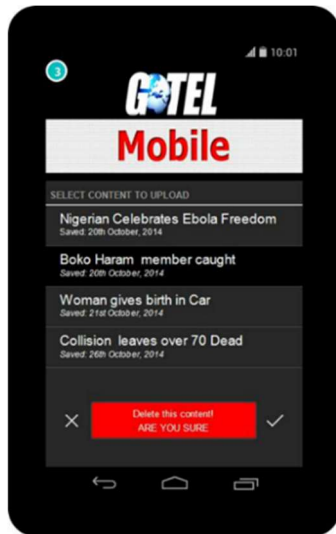 10:01
3
GOTEL
Mobile
SELECT CONTENT TO UPLOAD
Nigerian Celebrates Ebola Freedom
Saved: 20th October, 2014
Boko Haram member caught
Saved: 20th October, 2014
Woman gives birth in Car
Saved: 21st October, 2014
Collision leaves over 70 Dead
Saved: 26th October, 2014
Delete this content!
ARE YOU SURE